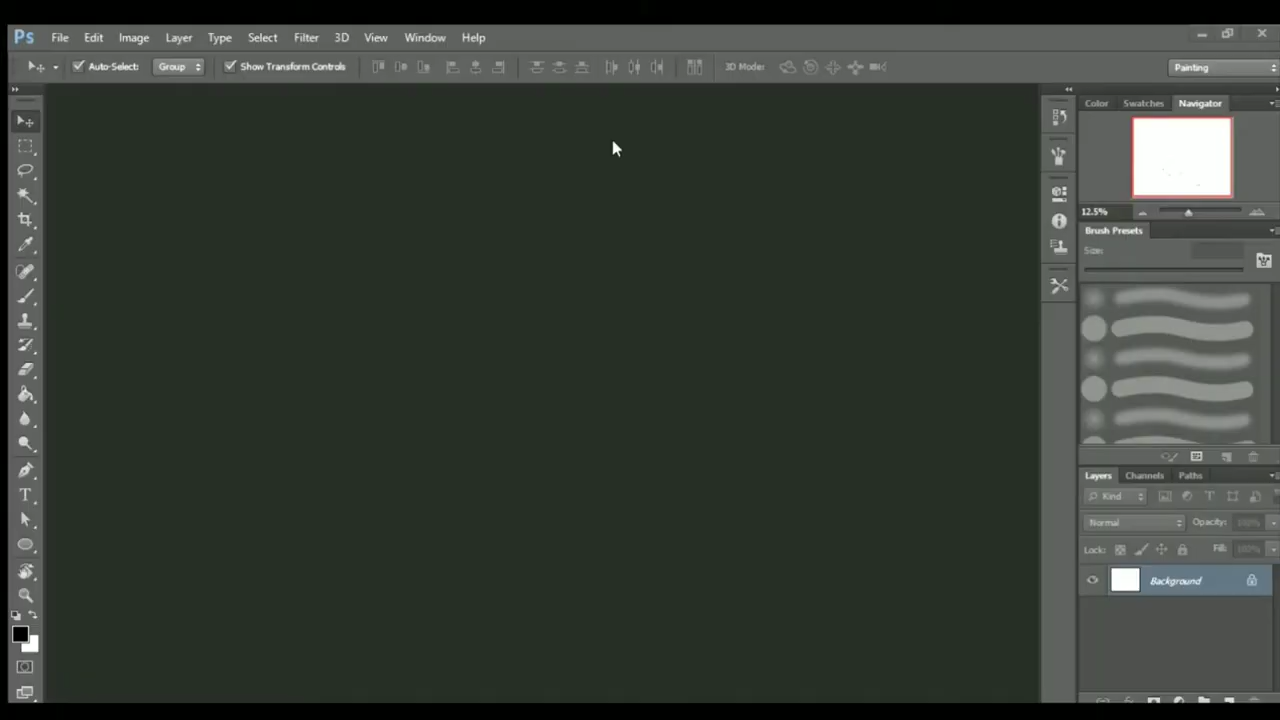 Ps File Edit Image Layer Type Select Filter 3D View Window Help
Auto-Select: Group Show Transform Controls 3D Mode: Painting
Color Swatches Navigator
12.5%
Brush Presets
Size:
Layers Channels Paths
Kind T
Normal Opacity: 100%
Lock: Fill: 100%
Background
T